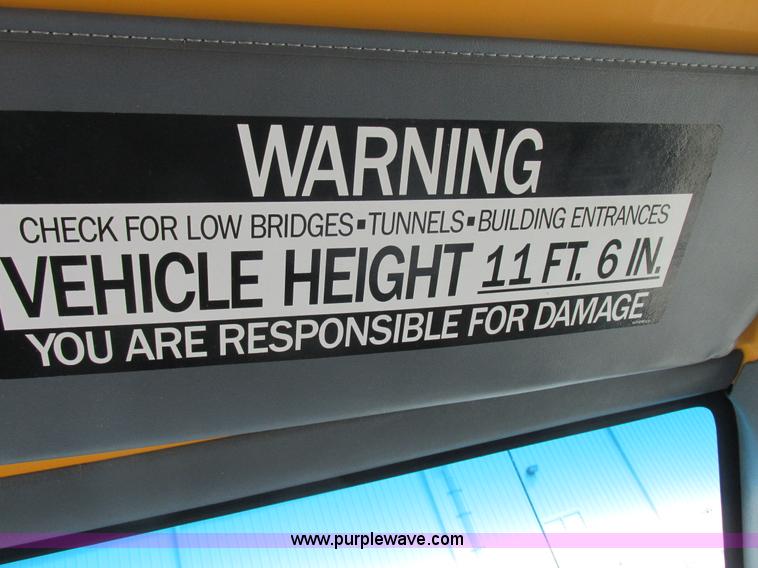 WARNING
CHECK FOR LOW BRIDGES▪TUNNELS▪BUILDING ENTRANCES
VEHICLE HEIGHT 11 FT. 6 IN.
YOU ARE RESPONSIBLE FOR DAMAGE
www.purplewave.com